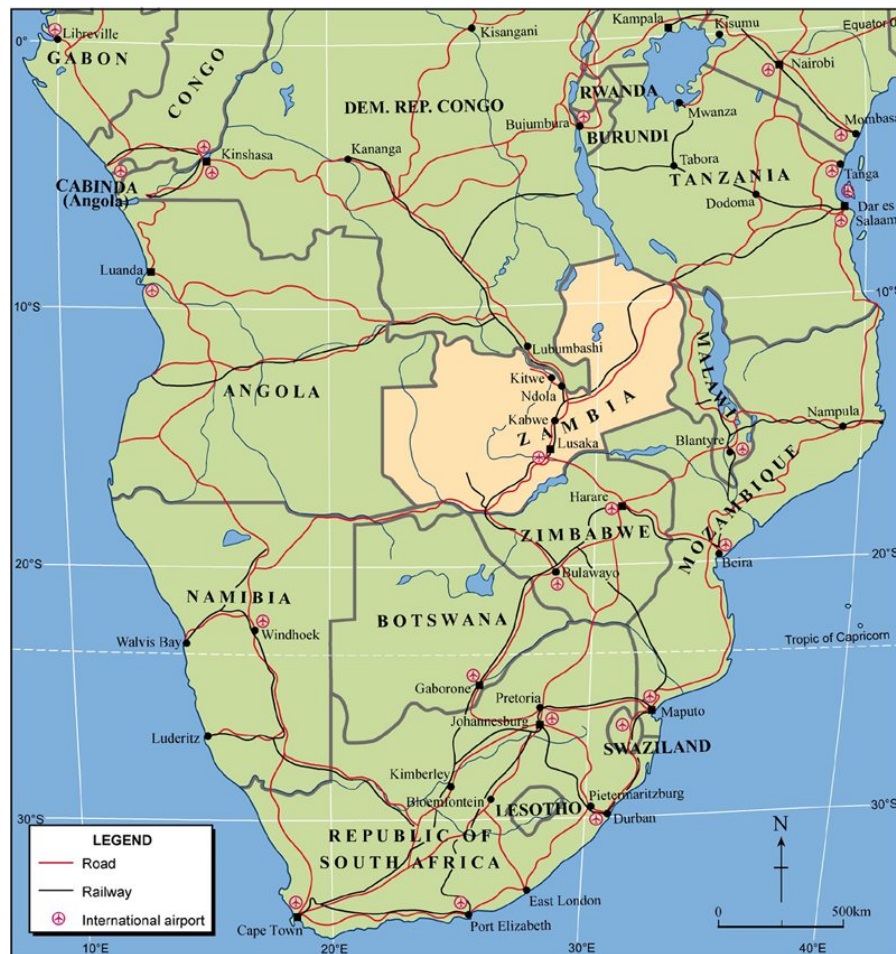 Kampala
Kisumu
Equator 0
Libreville
Kisangani
0°
GABON
CONGO
Nairobi
DEM. REP. CONGO
RWANDA
Mwanza
Bujumbura
BURUNDI
Mombasa
Kinshasa
Kananga
Tabora
TANZANIA
Tanga
CABINDA
(Angola)
Dodoma
Dar es
Salaam
Luanda
10°S
10°S
Lubumbashi
MALAWI
ANGOLA
Kitwe
Ndola
Kabwe
ZAMBIA
Nampula
Lusaka
Blantyre
MOZAMBIQUE
Harare
ZIMBABWE
20°S
20°S
Beira
Bulawayo
NAMIBIA
BOTSWANA
Windhoek
Walvis Bay
Tropic of Capricorn
Gaborone
Pretoria
Maputo
Johannesburg
Luderitz
SWAZILAND
Kimberley
Pietermaritzburg
Bloemfontein
LESOTHO
Durban
30°S
30°S
REPUBLIC OF
SOUTH AFRICA
LEGEND
Road
Railway
International airport
N
East London
0
500km
Cape Town
Port Elizabeth
10°E
20°E
30°E
40°E